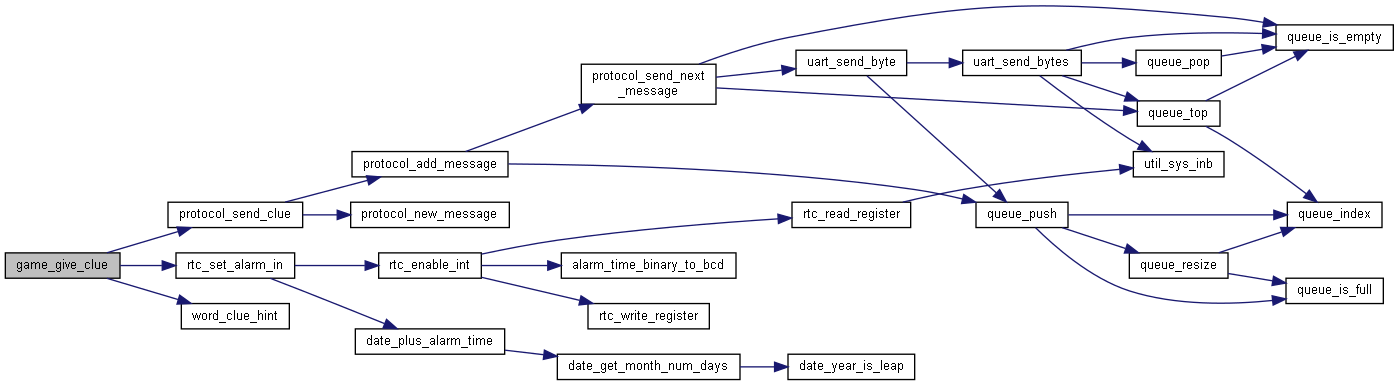 game_give_clue
protocol_send_clue
rtc_set_alarm_in
word_clue_hint
protocol_add_message
protocol_new_message
rtc_enable_int
date_plus_alarm_time
protocol_send_next
_message
alarm_time_binary_to_bcd
rtc_write_register
date_get_month_num_days
uart_send_byte
rtc_read_register
date_year_is_leap
uart_send_bytes
queue_push
queue_pop
queue_top
util_sys_inb
queue_resize
queue_is_empty
queue_index
queue_is_full